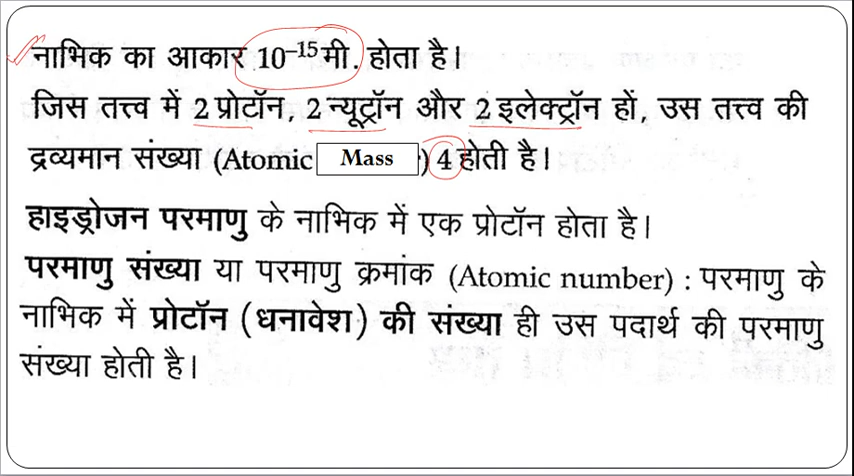 नाभिक का आकार 10⁻¹⁵ मी. होता है।
जिस तत्त्व में 2 प्रोटॉन, 2 न्यूट्रॉन और 2 इलेक्ट्रॉन हों, उस तत्त्व की
द्रव्यमान संख्या (Atomic Mass) 4 होती है।
हाइड्रोजन परमाणु के नाभिक में एक प्रोटॉन होता है।
परमाणु संख्या या परमाणु क्रमांक (Atomic number) : परमाणु के
नाभिक में प्रोटॉन (धनावेश) की संख्या ही उस पदार्थ की परमाणु
संख्या होती है।